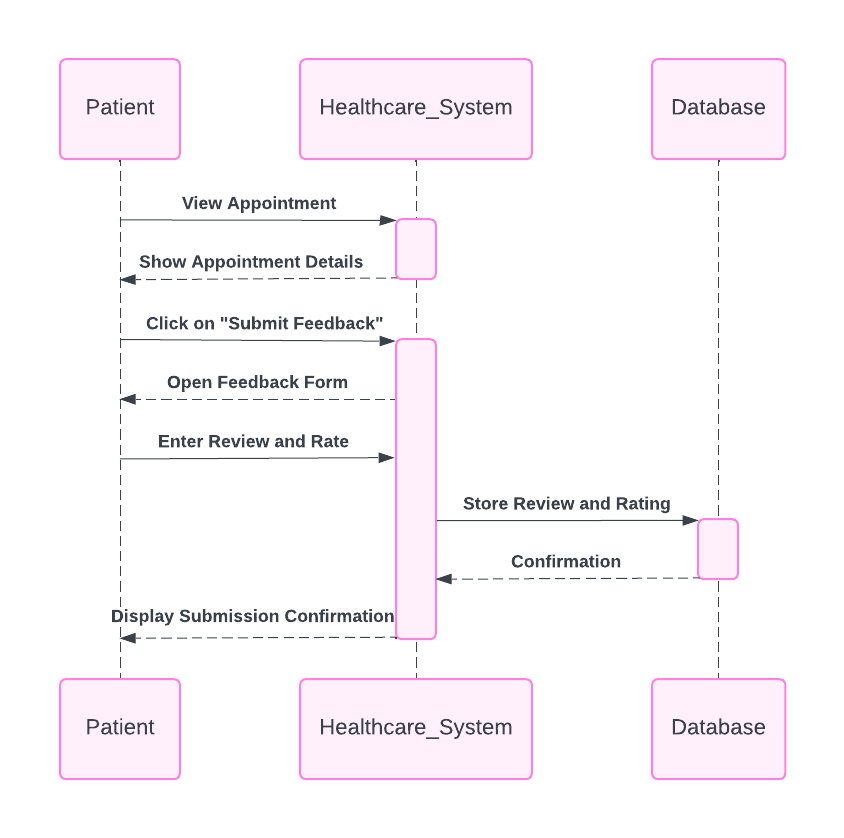 Patient
Healthcare_System
Database
View Appointment
Show Appointment Details
Click on "Submit Feedback"
Open Feedback Form
Enter Review and Rate
Store Review and Rating
Confirmation
Display Submission Confirmation
Patient
Healthcare_System
Database